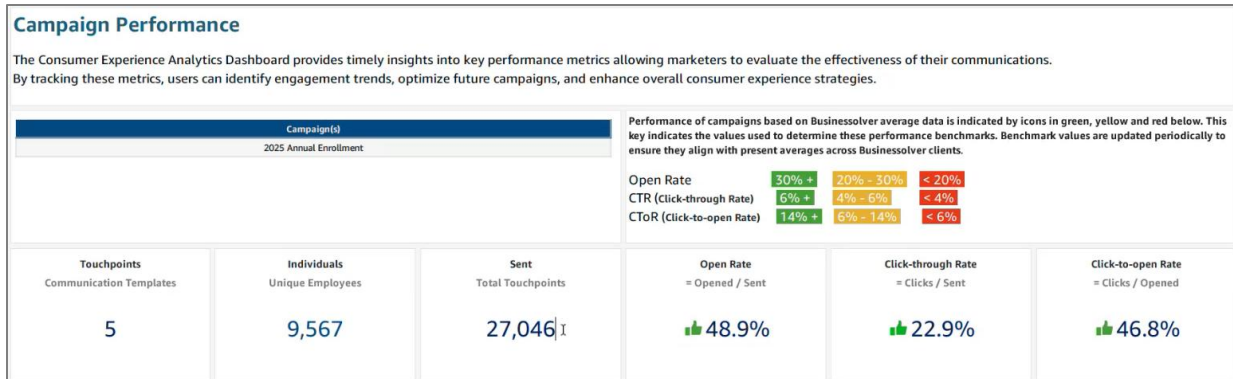 Campaign Performance
The Consumer Experience Analytics Dashboard provides timely insights into key performance metrics allowing marketers to evaluate the effectiveness of their communications.
By tracking these metrics, users can identify engagement trends, optimize future campaigns, and enhance overall consumer experience strategies.
Campaign(s)
2025 Annual Enrollment
Performance of campaigns based on Businessolver average data is indicated by icons in green, yellow and red below. This
key indicates the values used to determine these performance benchmarks. Benchmark values are updated periodically to
ensure they align with present averages across Businessolver clients.
Open Rate 30% + 20% - 30% < 20%
CTR (Click-through Rate) 6% + 4% - 6% < 4%
CToR (Click-to-open Rate) 14% + 6% - 14% < 6%
Touchpoints
Communication Templates
5
Individuals
Unique Employees
9,567
Sent
Total Touchpoints
27,046
Open Rate
= Opened / Sent
48.9%
Click-through Rate
= Clicks / Sent
22.9%
Click-to-open Rate
= Clicks / Opened
46.8%